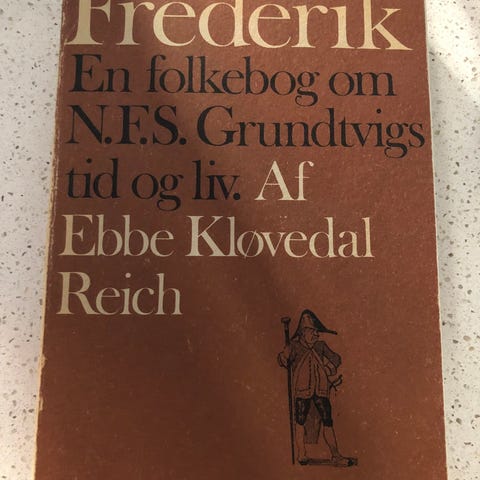 Frederik
En folkebog om
N.F.S. Grundtvigs
tid og liv. Af
Ebbe Kløvedal
Reich